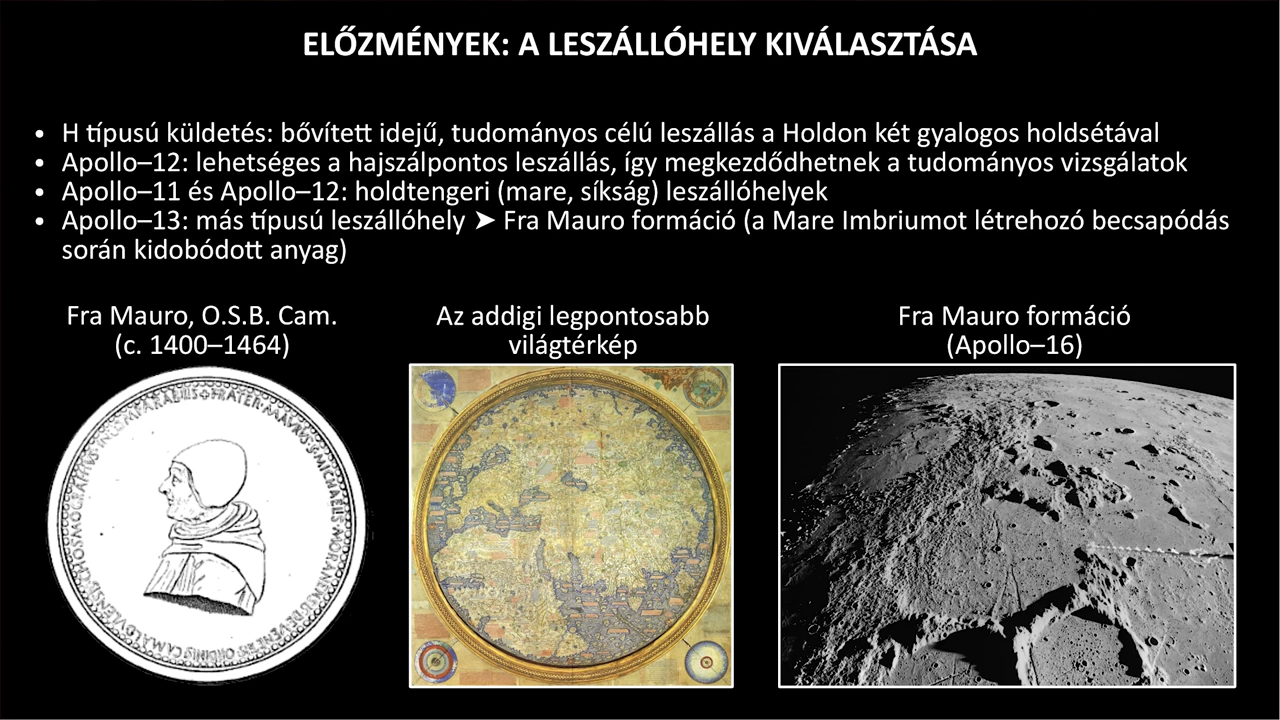 ELŐZMÉNYEK: A LESZÁLLÓHELY KIVÁLASZTÁSA
• H típusú küldetés: bővített idejű, tudományos célú leszállás a Holdon két gyalogos holdsétával
• Apollo–12: lehetséges a hajszálpontos leszállás, így megkezdődhetnek a tudományos vizsgálatok
• Apollo–11 és Apollo–12: holdtengeri (mare, síkság) leszállóhelyek
• Apollo–13: más típusú leszállóhely ➤ Fra Mauro formáció (a Mare Imbriumot létrehozó becsapódás
során kidobódott anyag)
Fra Mauro, O.S.B. Cam.
(c. 1400–1464)
FRATER MAVRVS S MICHAELIS
Az addigi legpontosabb
világtérkép
Fra Mauro formáció
(Apollo–16)